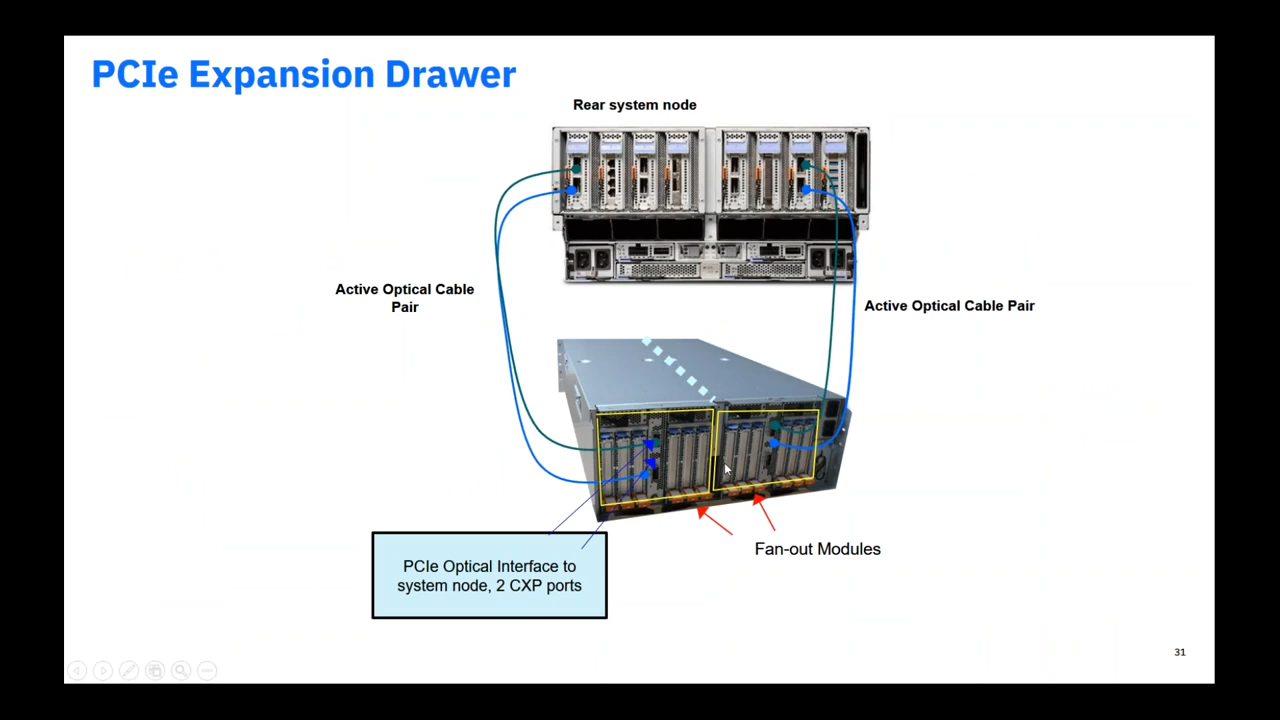 PCIe Expansion Drawer
Rear system node
Active Optical Cable
Pair
Active Optical Cable Pair
Fan-out Modules
PCIe Optical Interface to
system node, 2 CXP ports
31